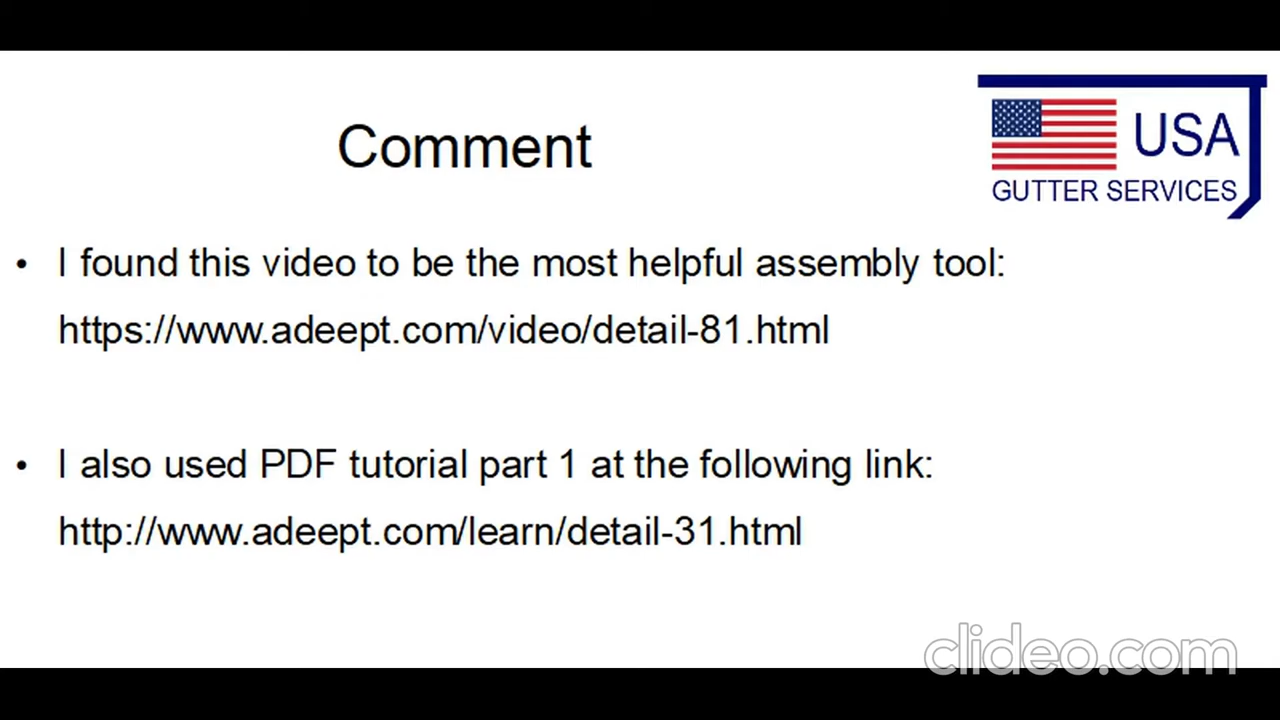 USA
GUTTER SERVICES
Comment
• I found this video to be the most helpful assembly tool:
https://www.adeept.com/video/detail-81.html
• I also used PDF tutorial part 1 at the following link:
http://www.adeept.com/learn/detail-31.html
clideo.com